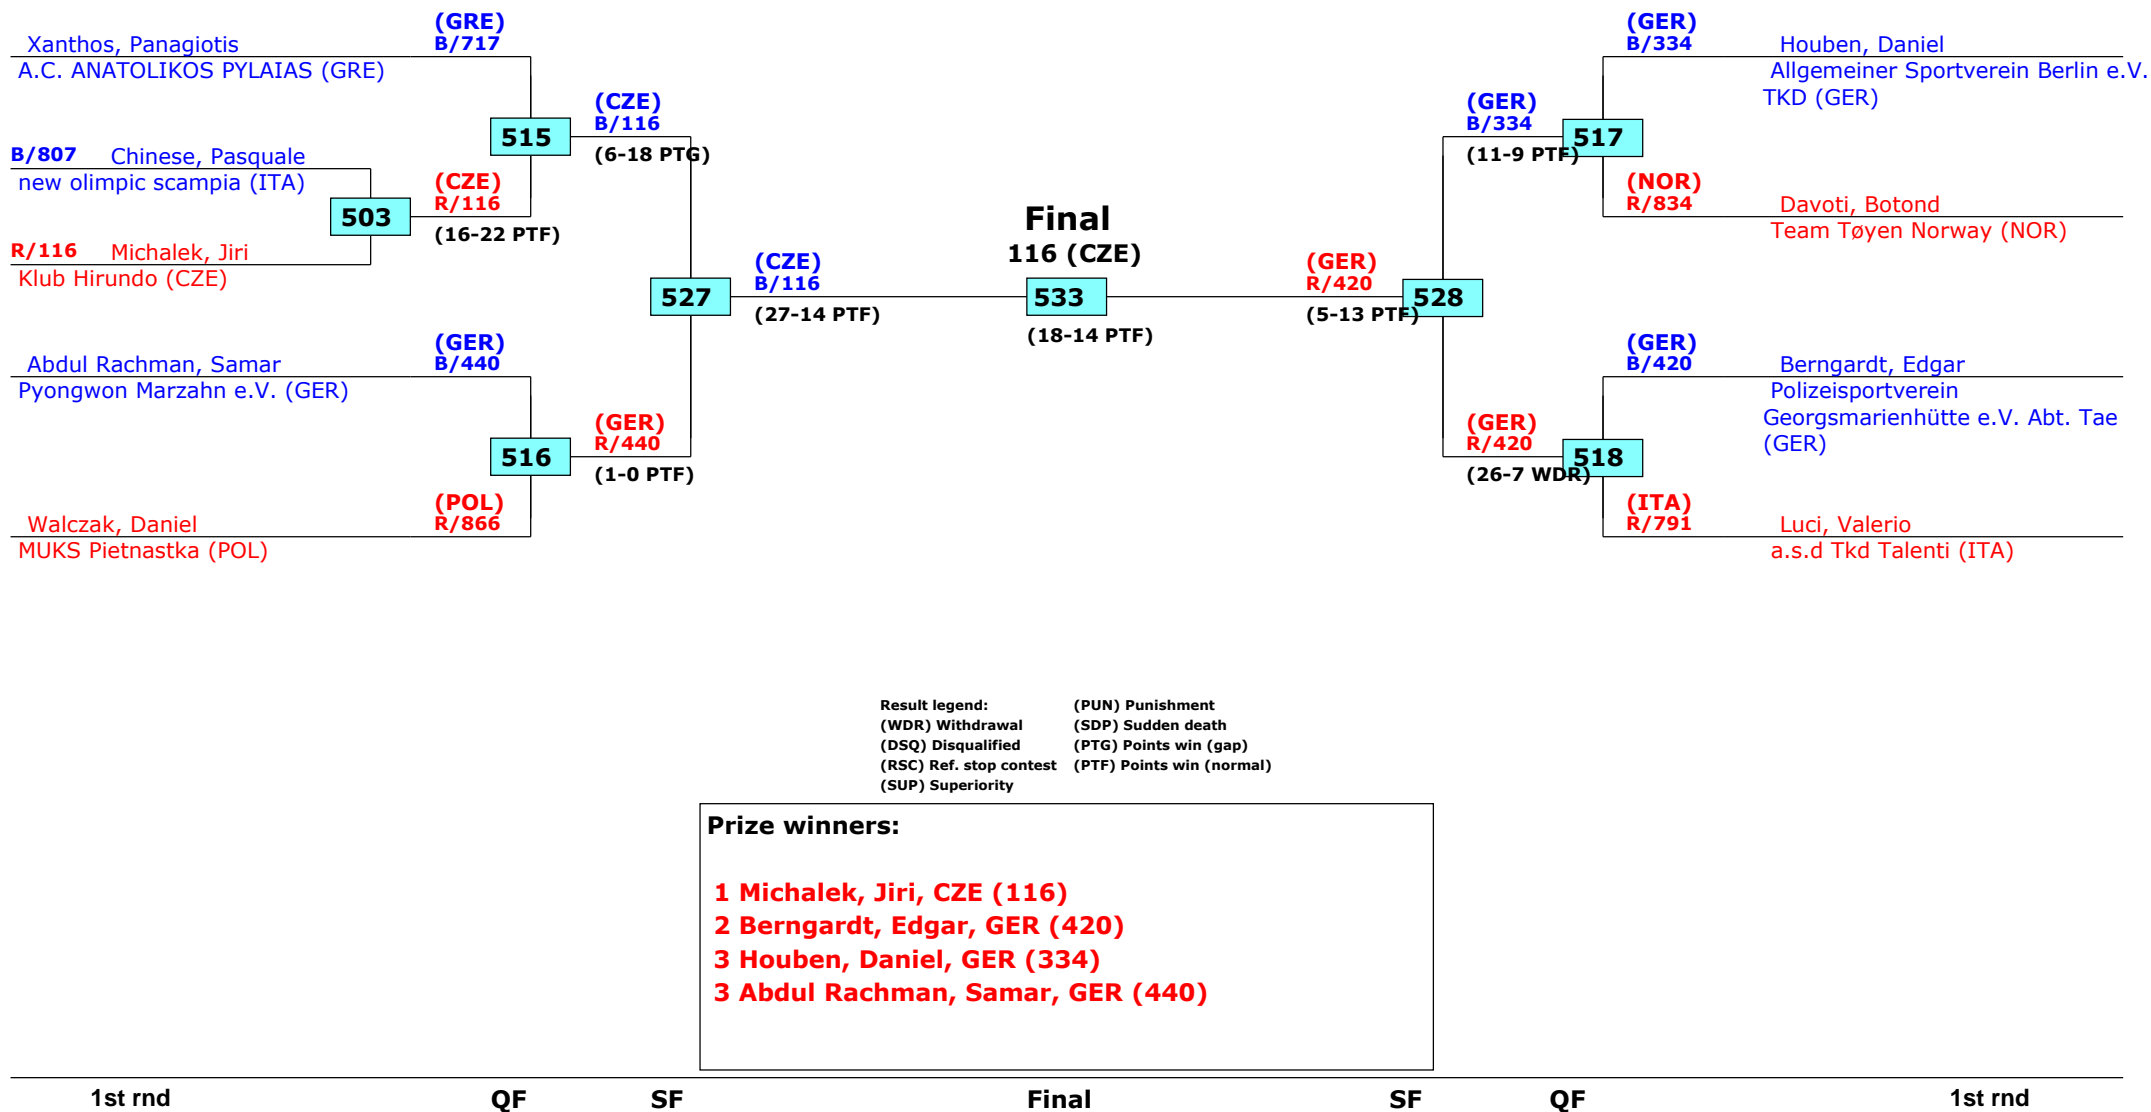 (GRE)
B/717
Xanthos, Panagiotis
A.C. ANATOLIKOS PYLAIAS (GRE)
515
(CZE)
B/116
(6-18 PTG)
B/807 Chinese, Pasquale
new olimpic scampia (ITA)
503
(CZE)
R/116
(16-22 PTF)
R/116 Michalek, Jiri
Klub Hirundo (CZE)
527
(CZE)
B/116
(27-14 PTF)
(GER)
B/440
Abdul Rachman, Samar
Pyongwon Marzahn e.V. (GER)
516
(GER)
R/440
(1-0 PTF)
(POL)
R/866
Walczak, Daniel
MUKS Pietnastka (POL)
Final
116 (CZE)
533
(18-14 PTF)
(GER)
R/420
(5-13 PTF)
528
(GER)
B/334
(11-9 PTF)
517
(GER)
B/334
Houben, Daniel
Allgemeiner Sportverein Berlin e.V.
TKD (GER)
(NOR)
R/834
Davoti, Botond
Team Tøyen Norway (NOR)
(GER)
R/420
(26-7 WDR)
518
(GER)
B/420
Berngardt, Edgar
Polizeisportverein
Georgsmarienhütte e.V. Abt. Tae
(GER)
(ITA)
R/791
Luci, Valerio
a.s.d Tkd Talenti (ITA)
Result legend:
(WDR) Withdrawal
(DSQ) Disqualified
(RSC) Ref. stop contest
(SUP) Superiority
(PUN) Punishment
(SDP) Sudden death
(PTG) Points win (gap)
(PTF) Points win (normal)
Prize winners:
1 Michalek, Jiri, CZE (116)
2 Berngardt, Edgar, GER (420)
3 Houben, Daniel, GER (334)
3 Abdul Rachman, Samar, GER (440)
1st rnd QF SF Final SF QF 1st rnd